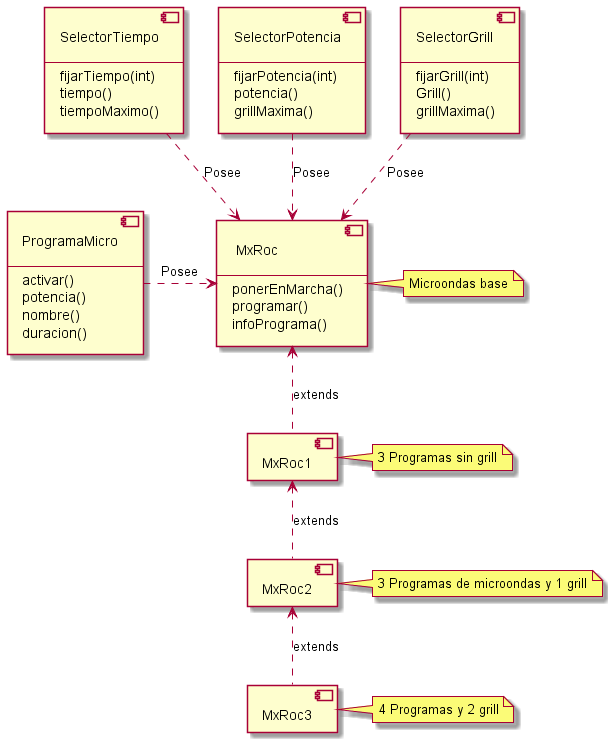 SelectorTiempo
fijarTiempo(int)
tiempo()
tiempoMaximo()
SelectorPotencia
fijarPotencia(int)
potencia()
grillMaxima()
SelectorGrill
fijarGrill(int)
Grill()
grillMaxima()
Posee
Posee
Posee
ProgramaMicro
activar()
potencia()
nombre()
duracion()
Posee
MxRoc
ponerEnMarcha()
programar()
infoPrograma()
Microondas base
extends
MxRoc1
3 Programas sin grill
extends
MxRoc2
3 Programas de microondas y 1 grill
extends
MxRoc3
4 Programas y 2 grill